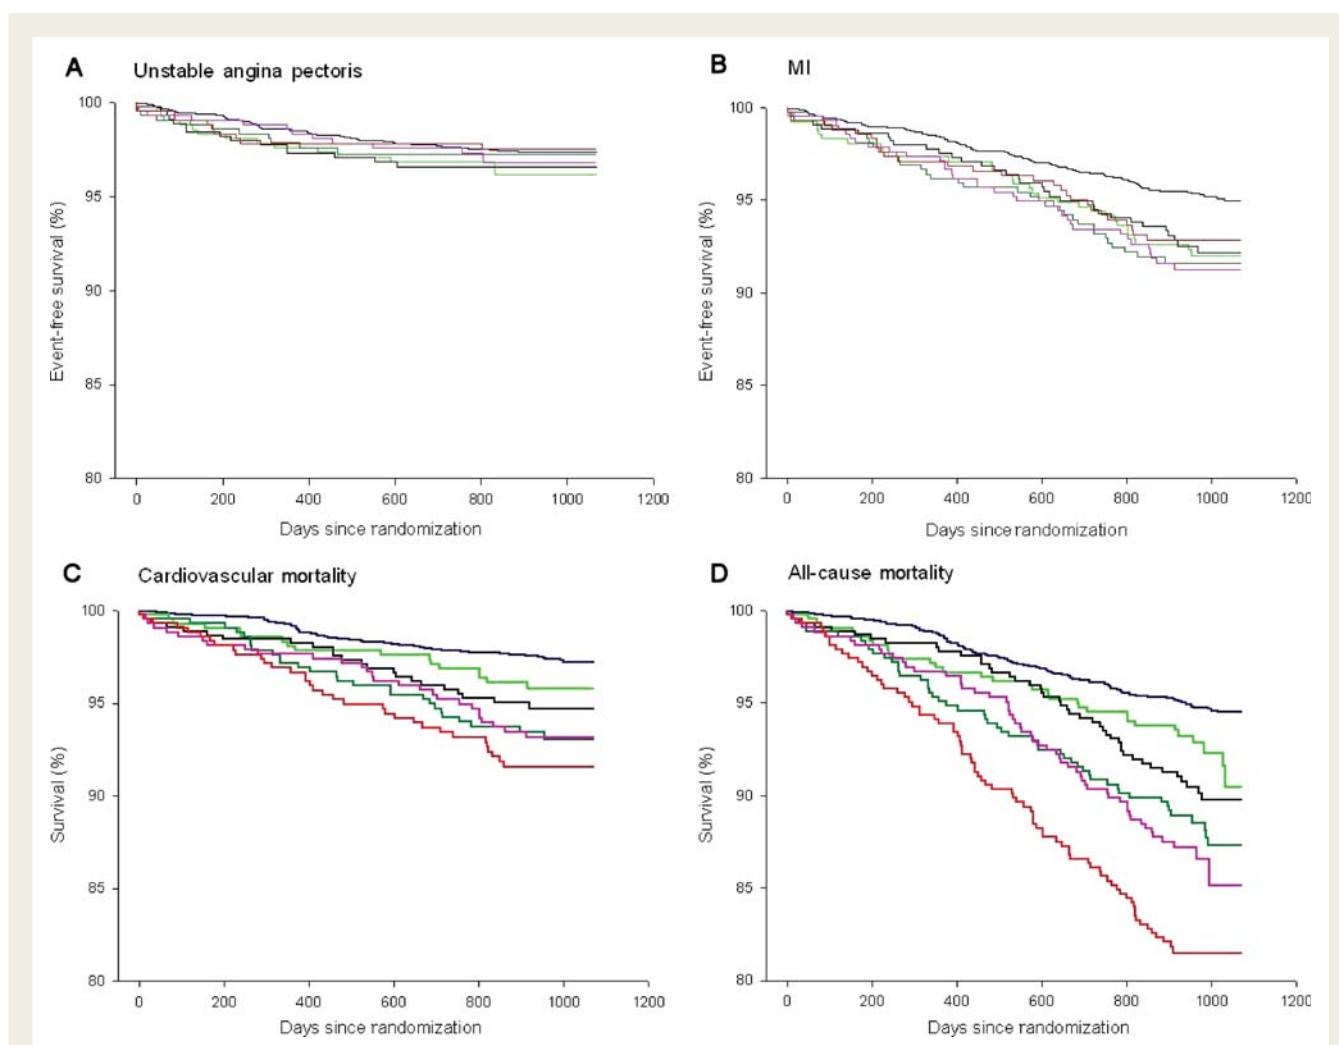 A Unstable angina pectoris
100
95
90
85
80
Event-free survival (%)
0 200 400 600 800 1000 1200
Days since randomization
B MI
100
95
90
85
80
Event-free survival (%)
0 200 400 600 800 1000 1200
Days since randomization
C Cardiovascular mortality
100
95
90
85
80
Survival (%)
0 200 400 600 800 1000 1200
Days since randomization
D All-cause mortality
100
95
90
85
80
Survival (%)
0 200 400 600 800 1000 1200
Days since randomization